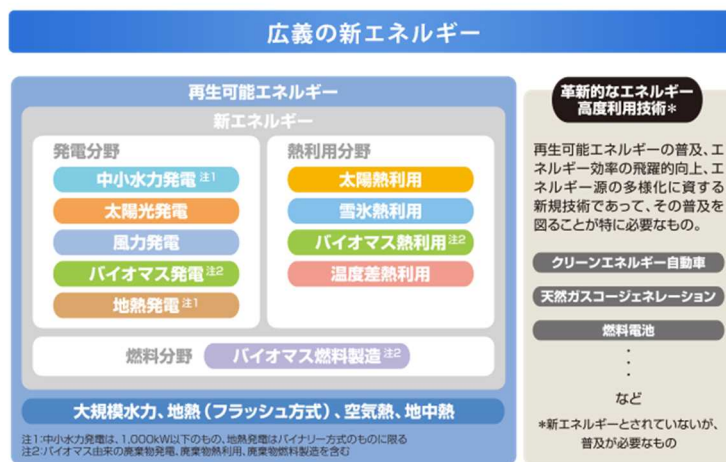 広義の新エネルギー
再生可能エネルギー
新エネルギー
発電分野
中小水力発電 注1
太陽光発電
風力発電
バイオマス発電 注2
地熱発電 注1
熱利用分野
太陽熱利用
雪氷熱利用
バイオマス熱利用 注2
温度差熱利用
燃料分野
バイオマス燃料製造 注2
大規模水力、地熱(フラッシュ方式)、空気熱、地中熱
注1:中小水力発電は、1,000kW以下のもの、地熱発電はバイナリー方式のものに限る
注2:バイオマス由来の廃棄物発電、廃棄物熱利用、廃棄物燃料製造を含む
革新的なエネルギー
高度利用技術*
再生可能エネルギーの普及、エ
ネルギー効率の飛躍的向上、エ
ネルギー源の多様化に資する
新規技術であって、その普及を
図ることが特に必要なもの。
クリーンエネルギー自動車
天然ガスコージェネレーション
燃料電池
・
・
・
など
*新エネルギーとされていないが、
普及が必要なもの